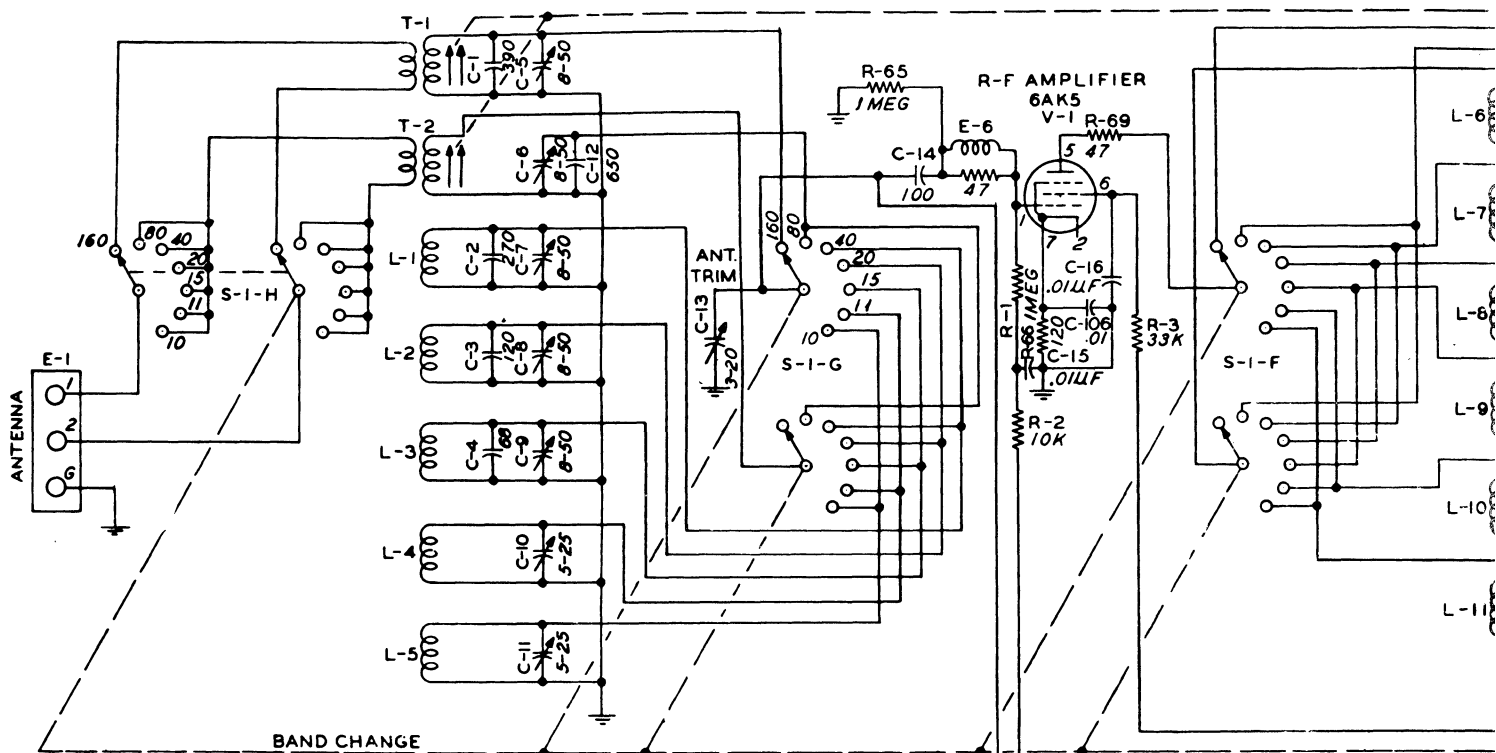 T-1
C-1
390
C-5
8-50
T-2
C-6
8-50
C-12
650
160
80
40
20
15
11
10
S-1-H
L-1
C-2
270
C-7
8-50
L-2
C-3
120
C-8
8-50
L-3
C-4
68
C-9
8-50
L-4
C-10
5-25
L-5
C-11
5-25
E-1
ANTENNA
1
2
G
BAND CHANGE
ANT.
TRIM
C-13
3-20
160
80
40
20
15
11
10
S-1-G
R-65
1 MEG
C-14
100
E-6
47
R-F AMPLIFIER
6AK5
V-1
R-69
47
5
6
1
7
2
R-1
1MEG
R66
120
C-16
.01UF
C-106
.01
C-15
.01UF
R-2
10K
R-3
33K
S-1-F
L-6
L-7
L-8
L-9
L-10
L-11